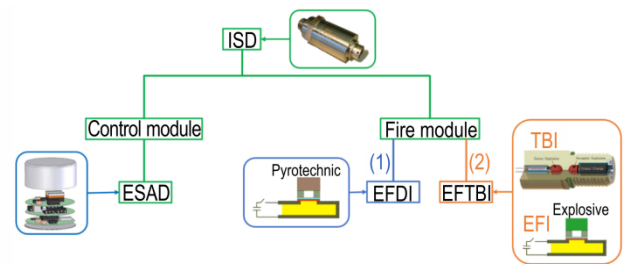 ISD
Control module
Fire module
(1)
(2)
ESAD
Pyrotechnic
EFDI
EFTBI
TBI
EFI
Explosive